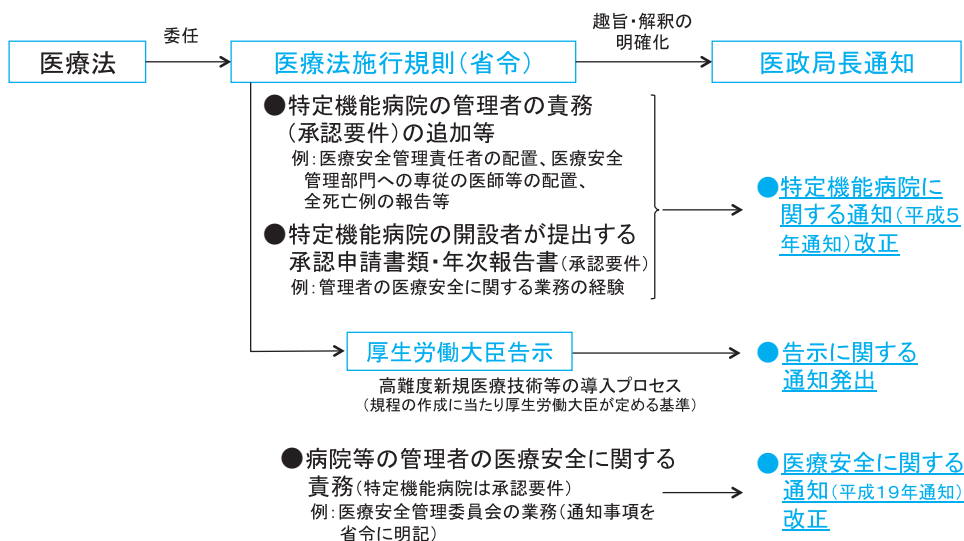 委任
趣旨・解釈の
明確化
医療法
医療法施行規則(省令)
医政局長通知
●特定機能病院の管理者の責務
(承認要件)の追加等
例:医療安全管理責任者の配置、医療安全
管理部門への専従の医師等の配置、
全死亡例の報告等
●特定機能病院の開設者が提出する
承認申請書類・年次報告書(承認要件)
例:管理者の医療安全に関する業務の経験
●特定機能病院に
関する通知(平成5
年通知)改正
厚生労働大臣告示
高難度新規医療技術等の導入プロセス
(規程の作成に当たり厚生労働大臣が定める基準)
●告示に関する
通知発出
●病院等の管理者の医療安全に関する
責務(特定機能病院は承認要件)
例:医療安全管理委員会の業務(通知事項を
省令に明記)
●医療安全に関する
通知(平成19年通知)
改正